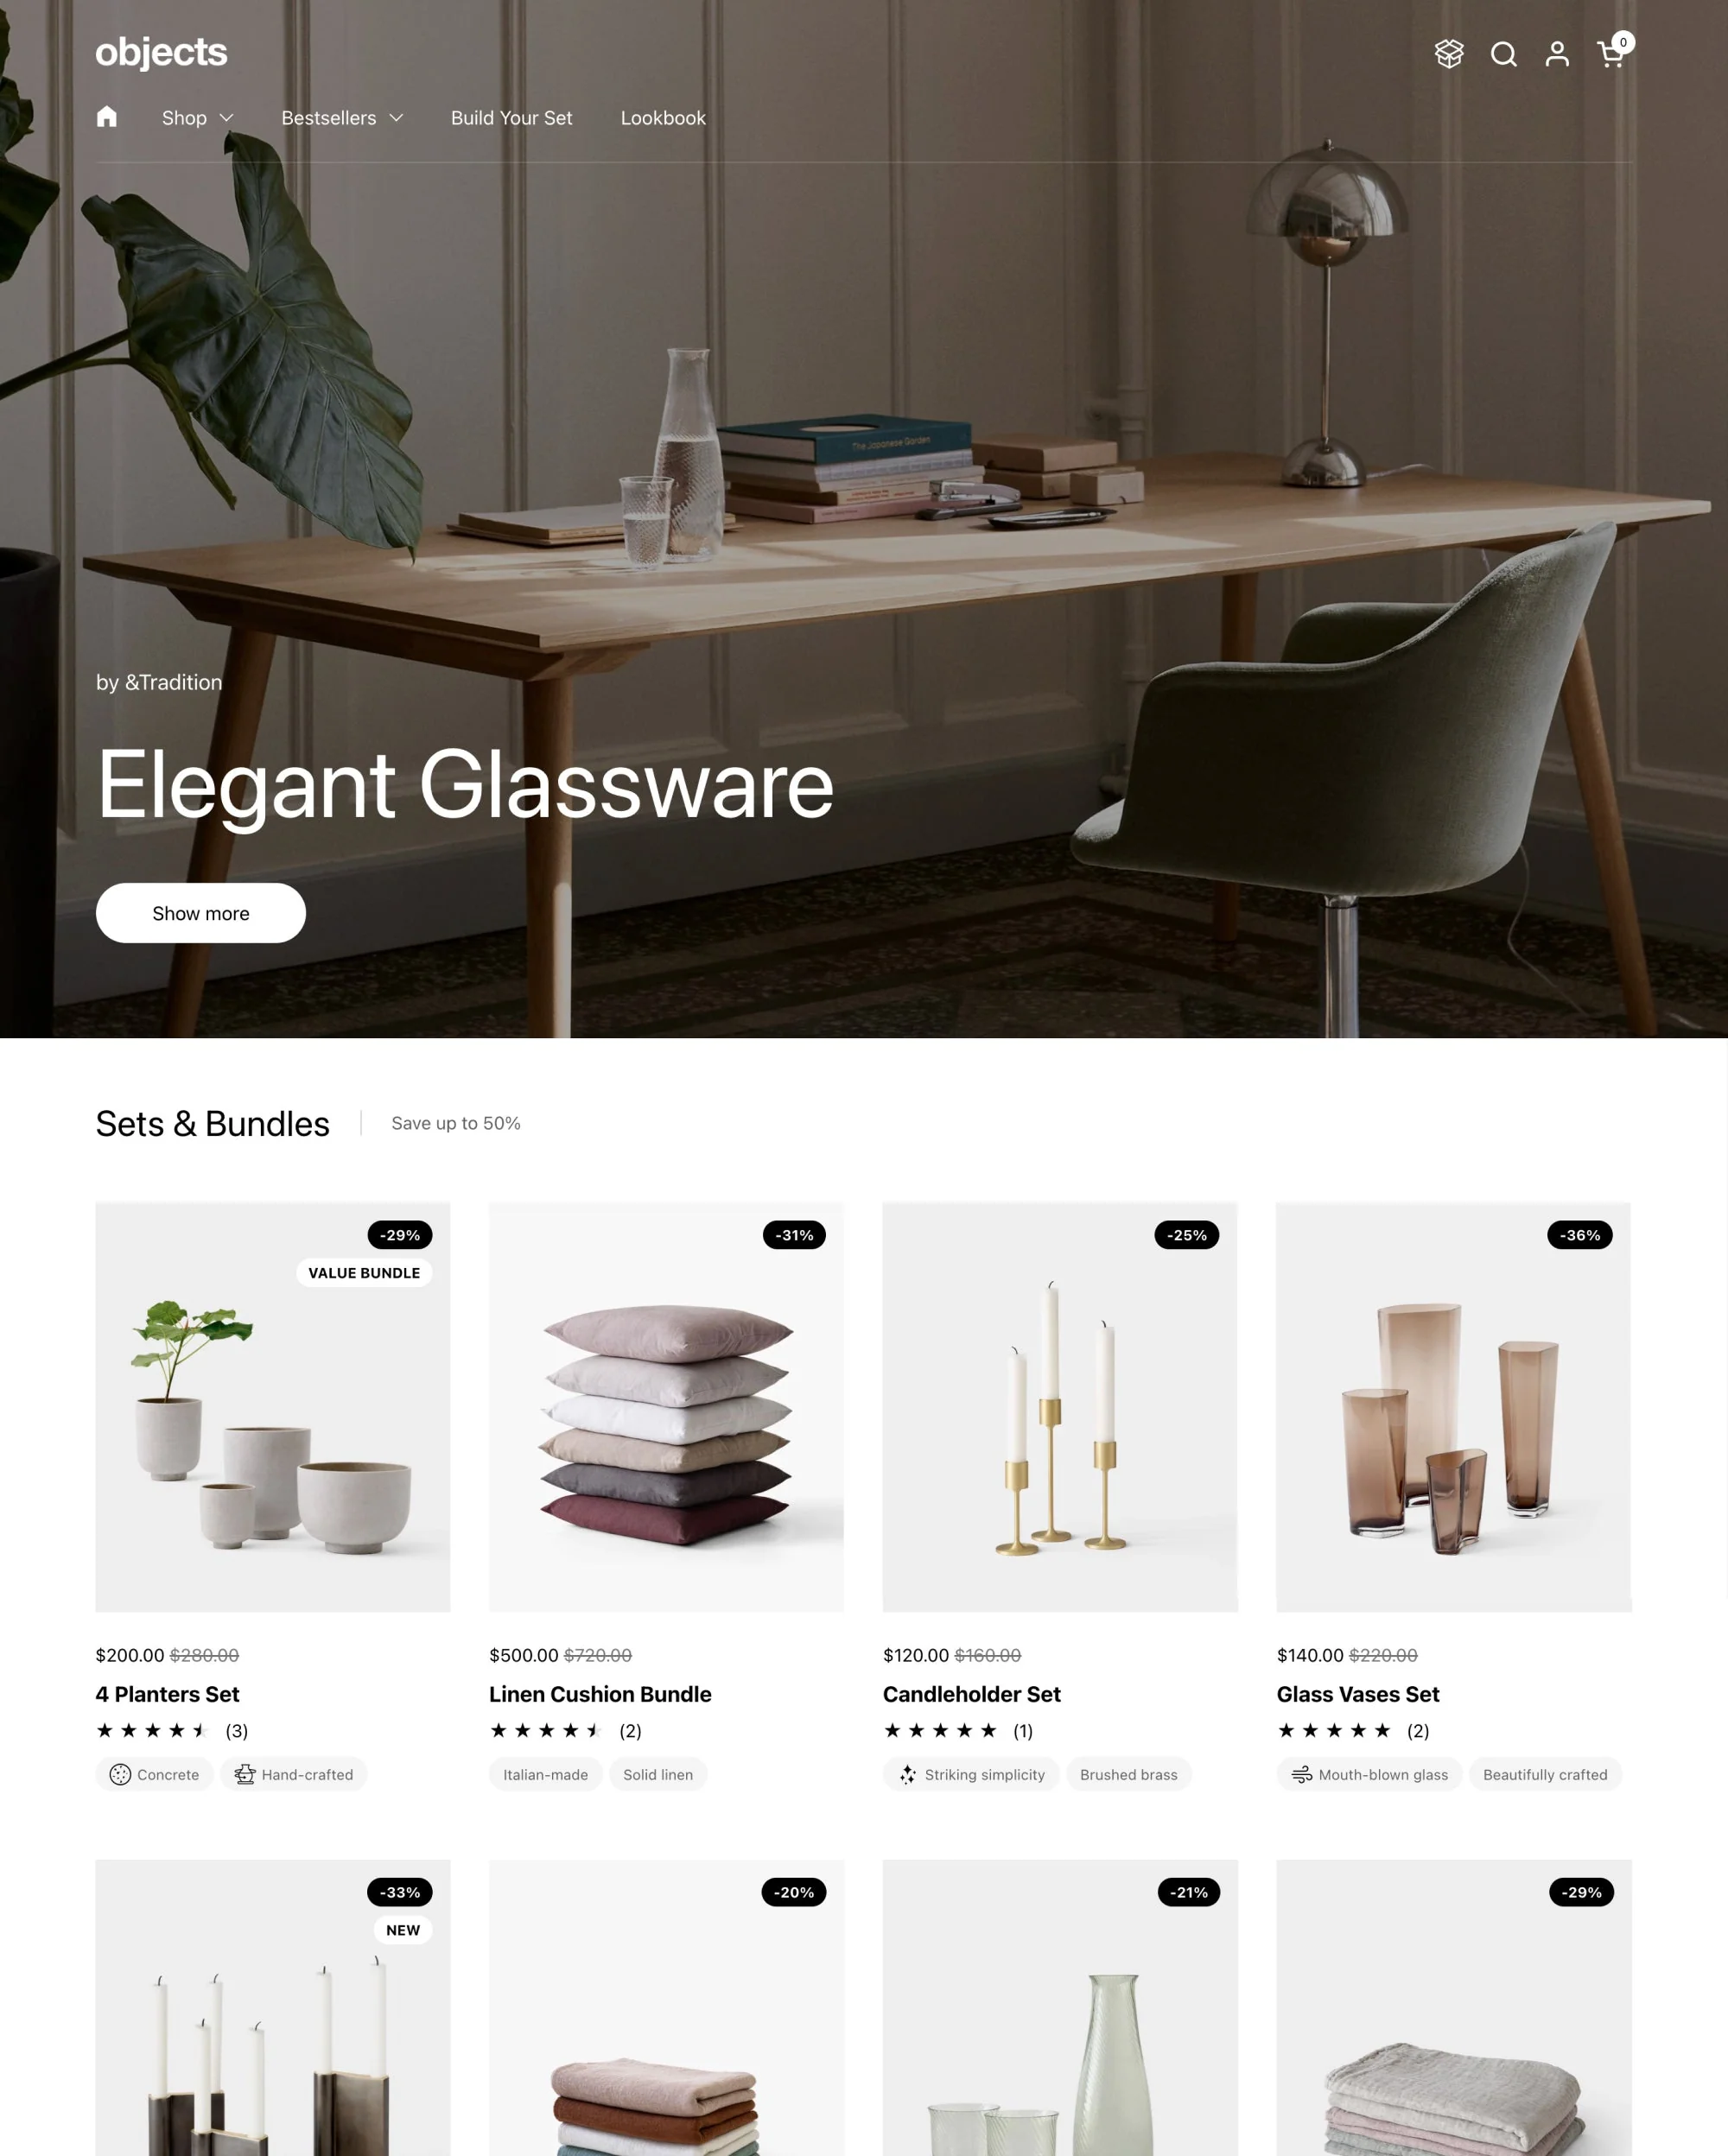 objects
0
Shop
Bestsellers
Build Your Set
Lookbook
The Japanese Garden
by &Tradition
Elegant Glassware
Show more
Sets & Bundles
Save up to 50%
-29%
VALUE BUNDLE
-31%
-25%
-36%
$200.00 $280.00
4 Planters Set
(3)
Concrete
Hand-crafted
$500.00 $720.00
Linen Cushion Bundle
(2)
Italian-made
Solid linen
$120.00 $160.00
Candleholder Set
(1)
Striking simplicity
Brushed brass
$140.00 $220.00
Glass Vases Set
(2)
Mouth-blown glass
Beautifully crafted
-33%
NEW
-20%
-21%
-29%